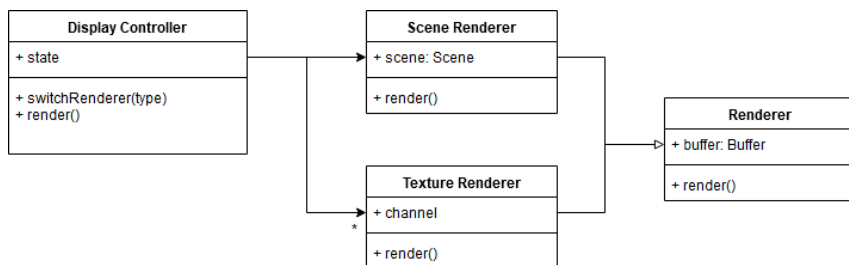 Display Controller
+ state
+ switchRenderer(type)
+ render()
Scene Renderer
+ scene: Scene
+ render()
Texture Renderer
+ channel
*
+ render()
Renderer
+ buffer: Buffer
+ render()